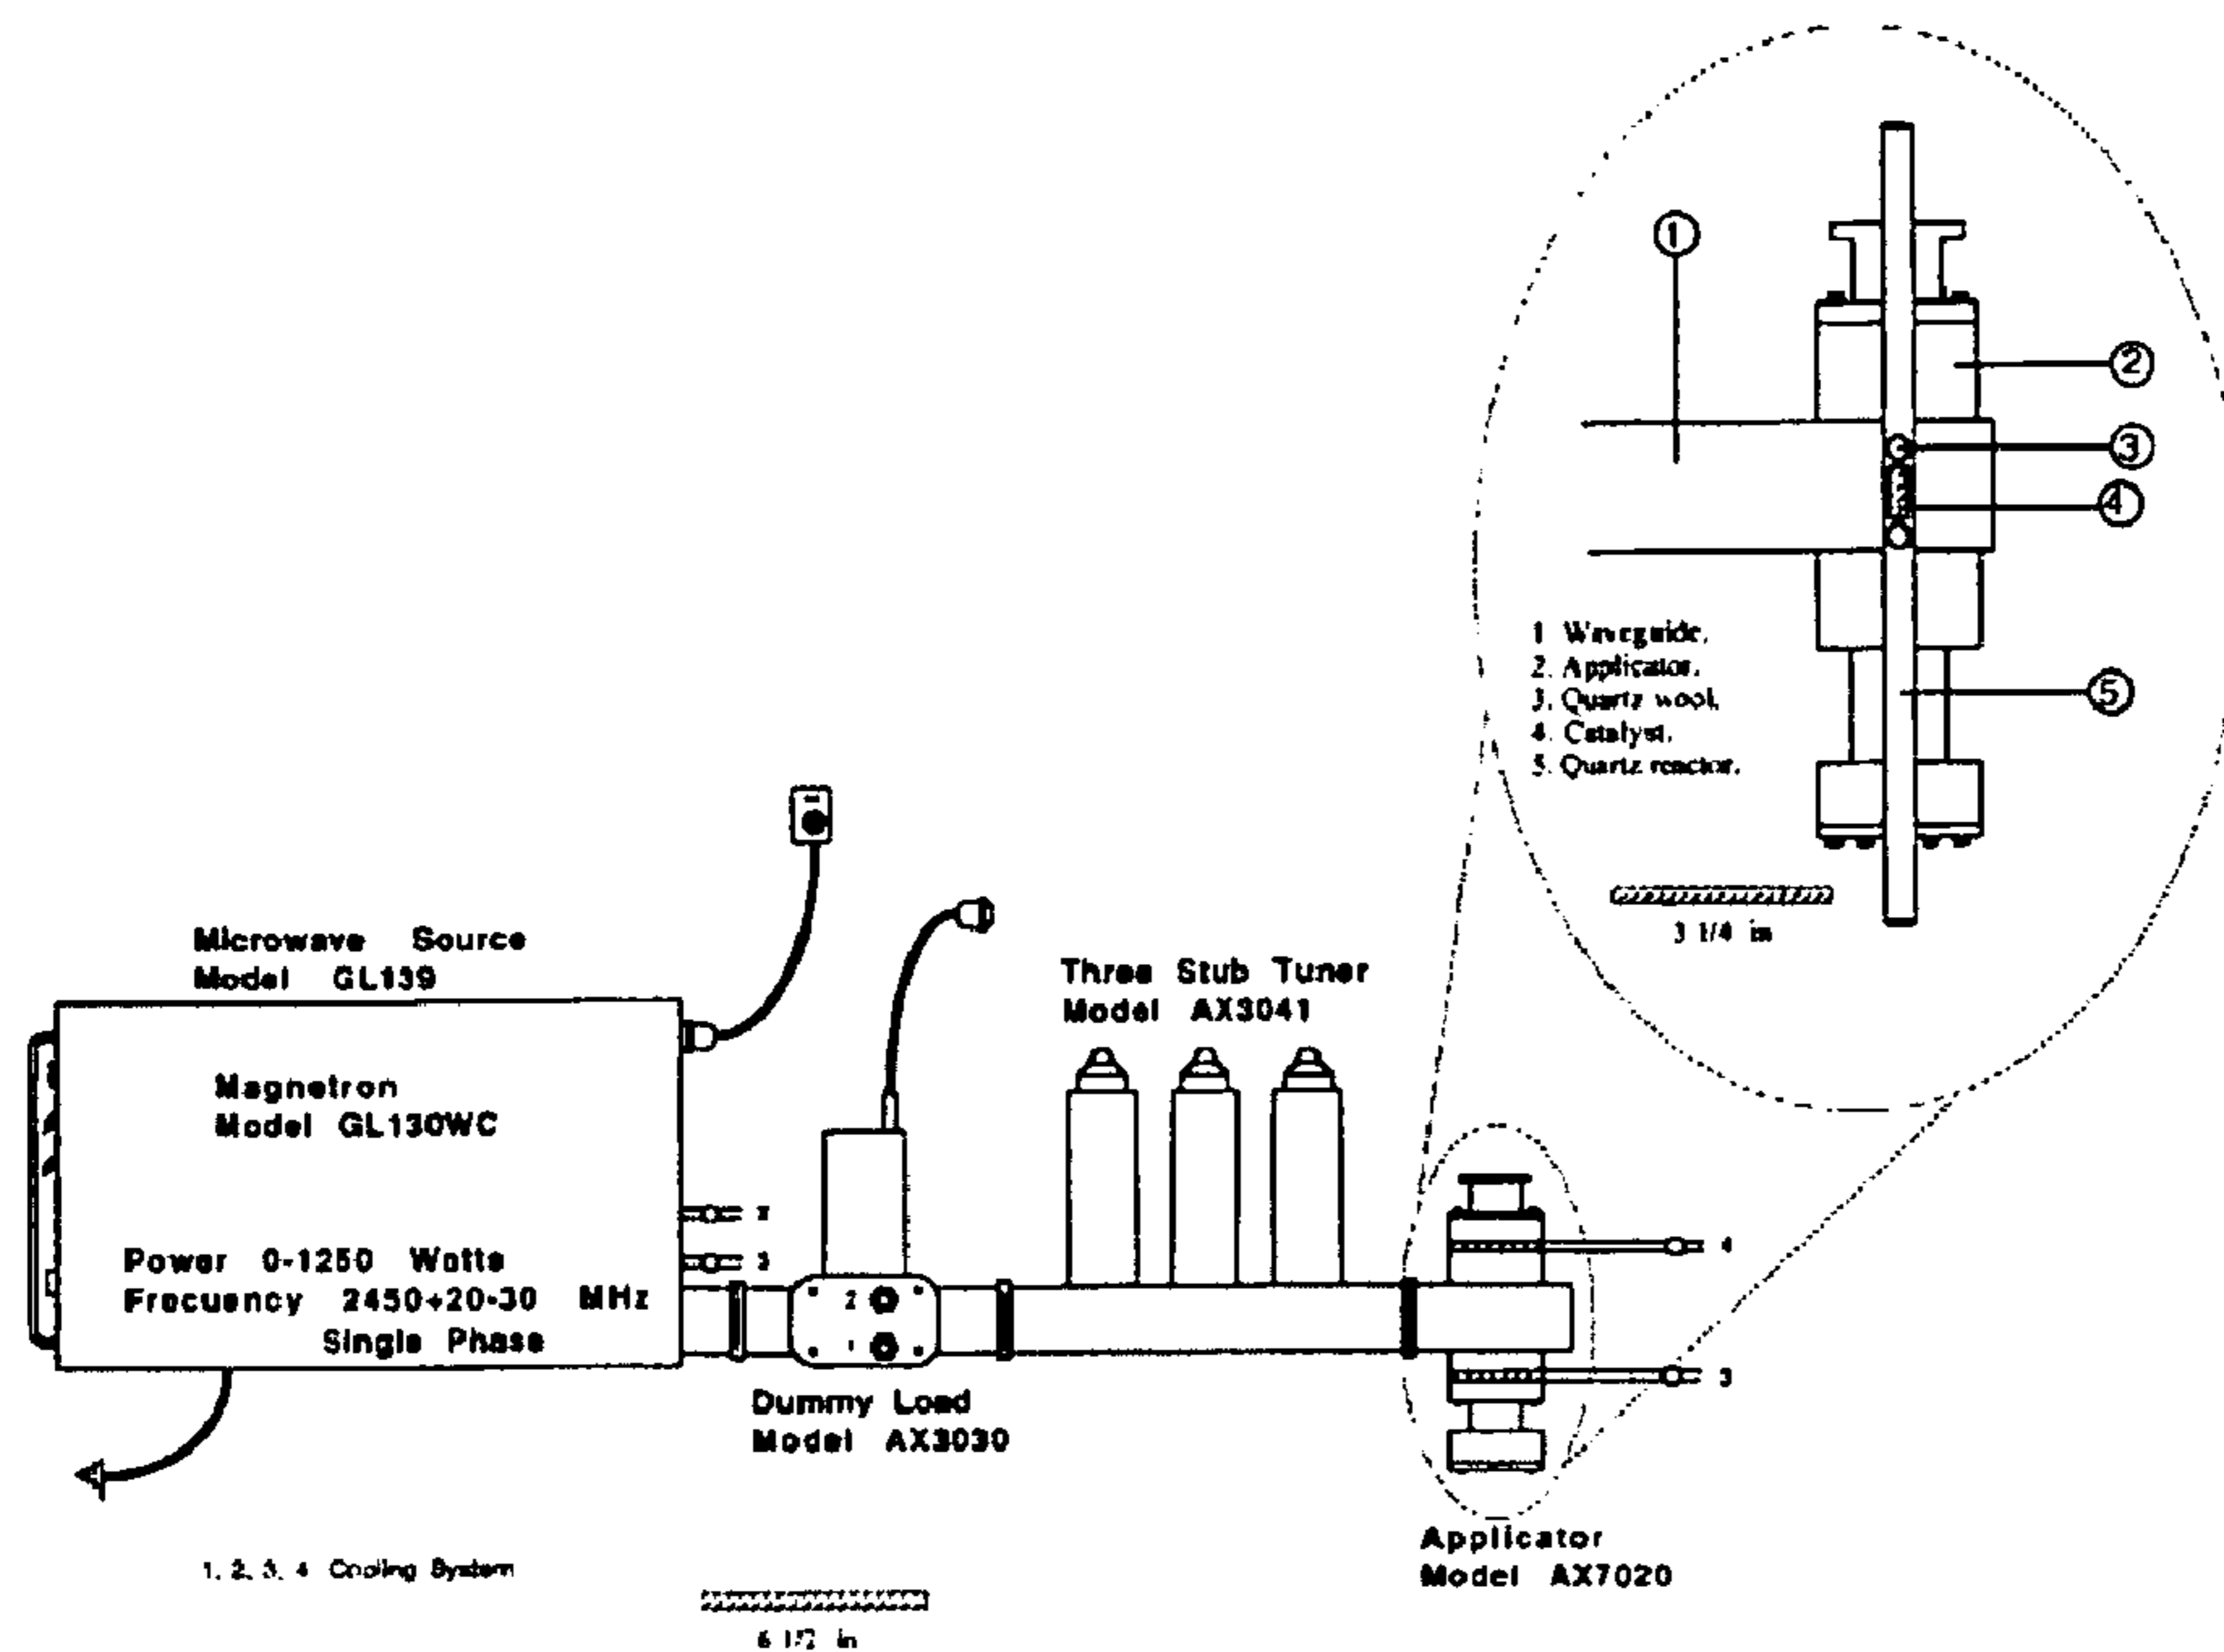 1
2
3
4
5
1 Waveguide.
2. Applicator.
3. Quartz wool.
4. Catalyst.
5. Quartz reactor.
3 1/4 in
Microwave Source
Model GL139
Three Stub Tuner
Model AX3041
Magnetron
Model GL130WC
Power 0-1250 Watts
Frecuency 2450+20-30 MHz
Single Phase
2
1
4
3
Dummy Load
Model AX3030
Applicator
Model AX7020
1, 2, 3, 4 Cooling System
6 1/2 in